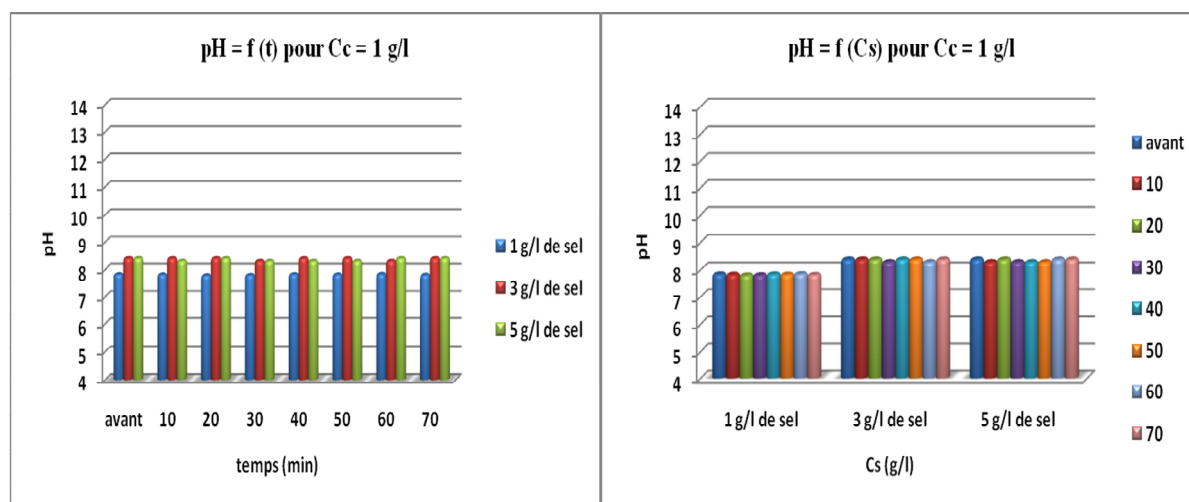 pH = f (t) pour Cc = 1 g/l
14
13
12
11
10
9
8
7
6
5
4
pH
avant 10 20 30 40 50 60 70
temps (min)
1 g/l de sel
3 g/l de sel
5 g/l de sel
pH = f (Cs) pour Cc = 1 g/l
14
13
12
11
10
9
8
7
6
5
4
pH
1 g/l de sel 3 g/l de sel 5 g/l de sel
Cs (g/l)
avant
10
20
30
40
50
60
70